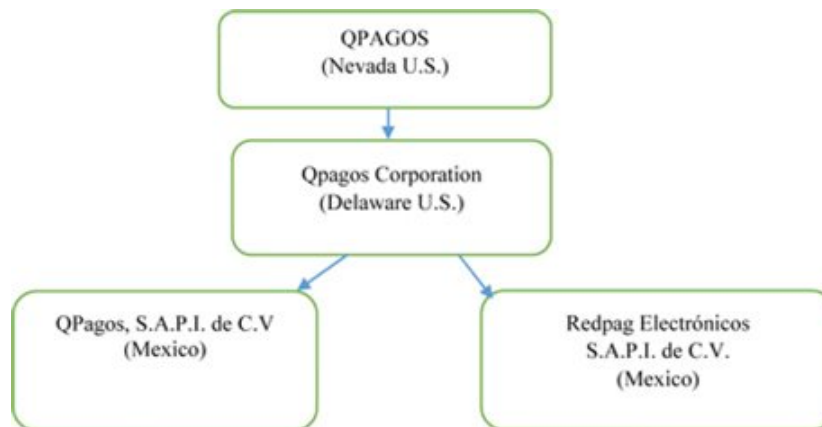 QPAGOS
(Nevada U.S.)
Qpagos Corporation
(Delaware U.S.)
QPagos, S.A.P.I. de C.V
(Mexico)
Redpag Electrónicos
S.A.P.I. de C.V.
(Mexico)